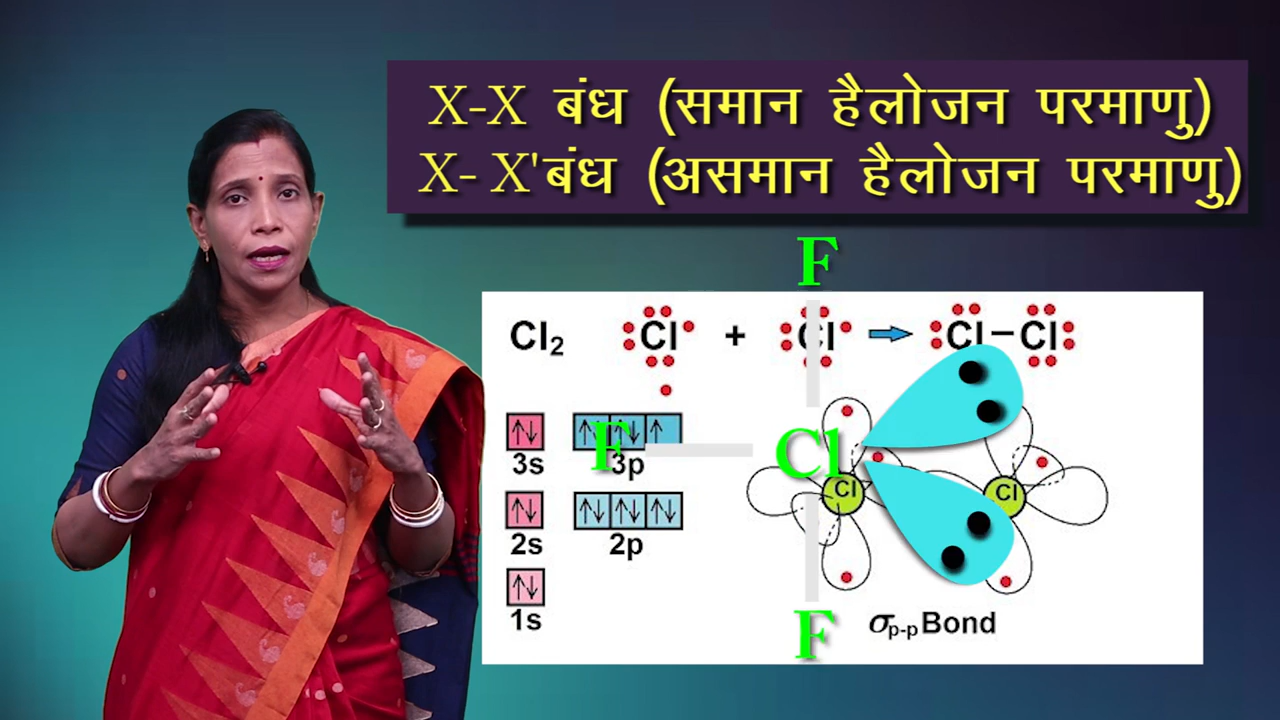 X-X बंध (समान हैलोजन परमाणु)
X- X'बंध (असमान हैलोजन परमाणु)
F
Cl₂ Cl + Cl Cl–Cl
F Cl
3s 3p
Cl Cl
2s 2p
1s
F σp-p Bond